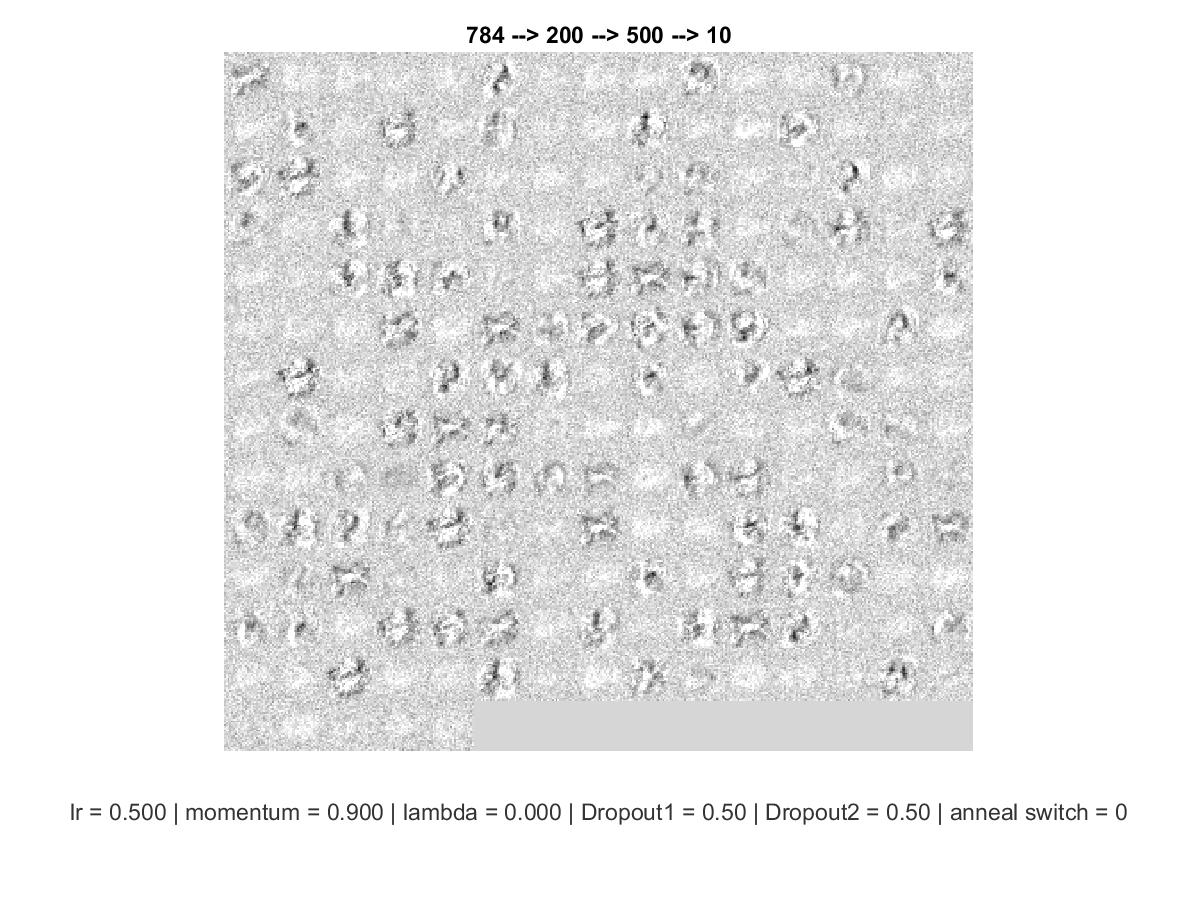 784 --> 200 --> 500 --> 10
lr = 0.500 | momentum = 0.900 | lambda = 0.000 | Dropout1 = 0.50 | Dropout2 = 0.50 | anneal switch = 0